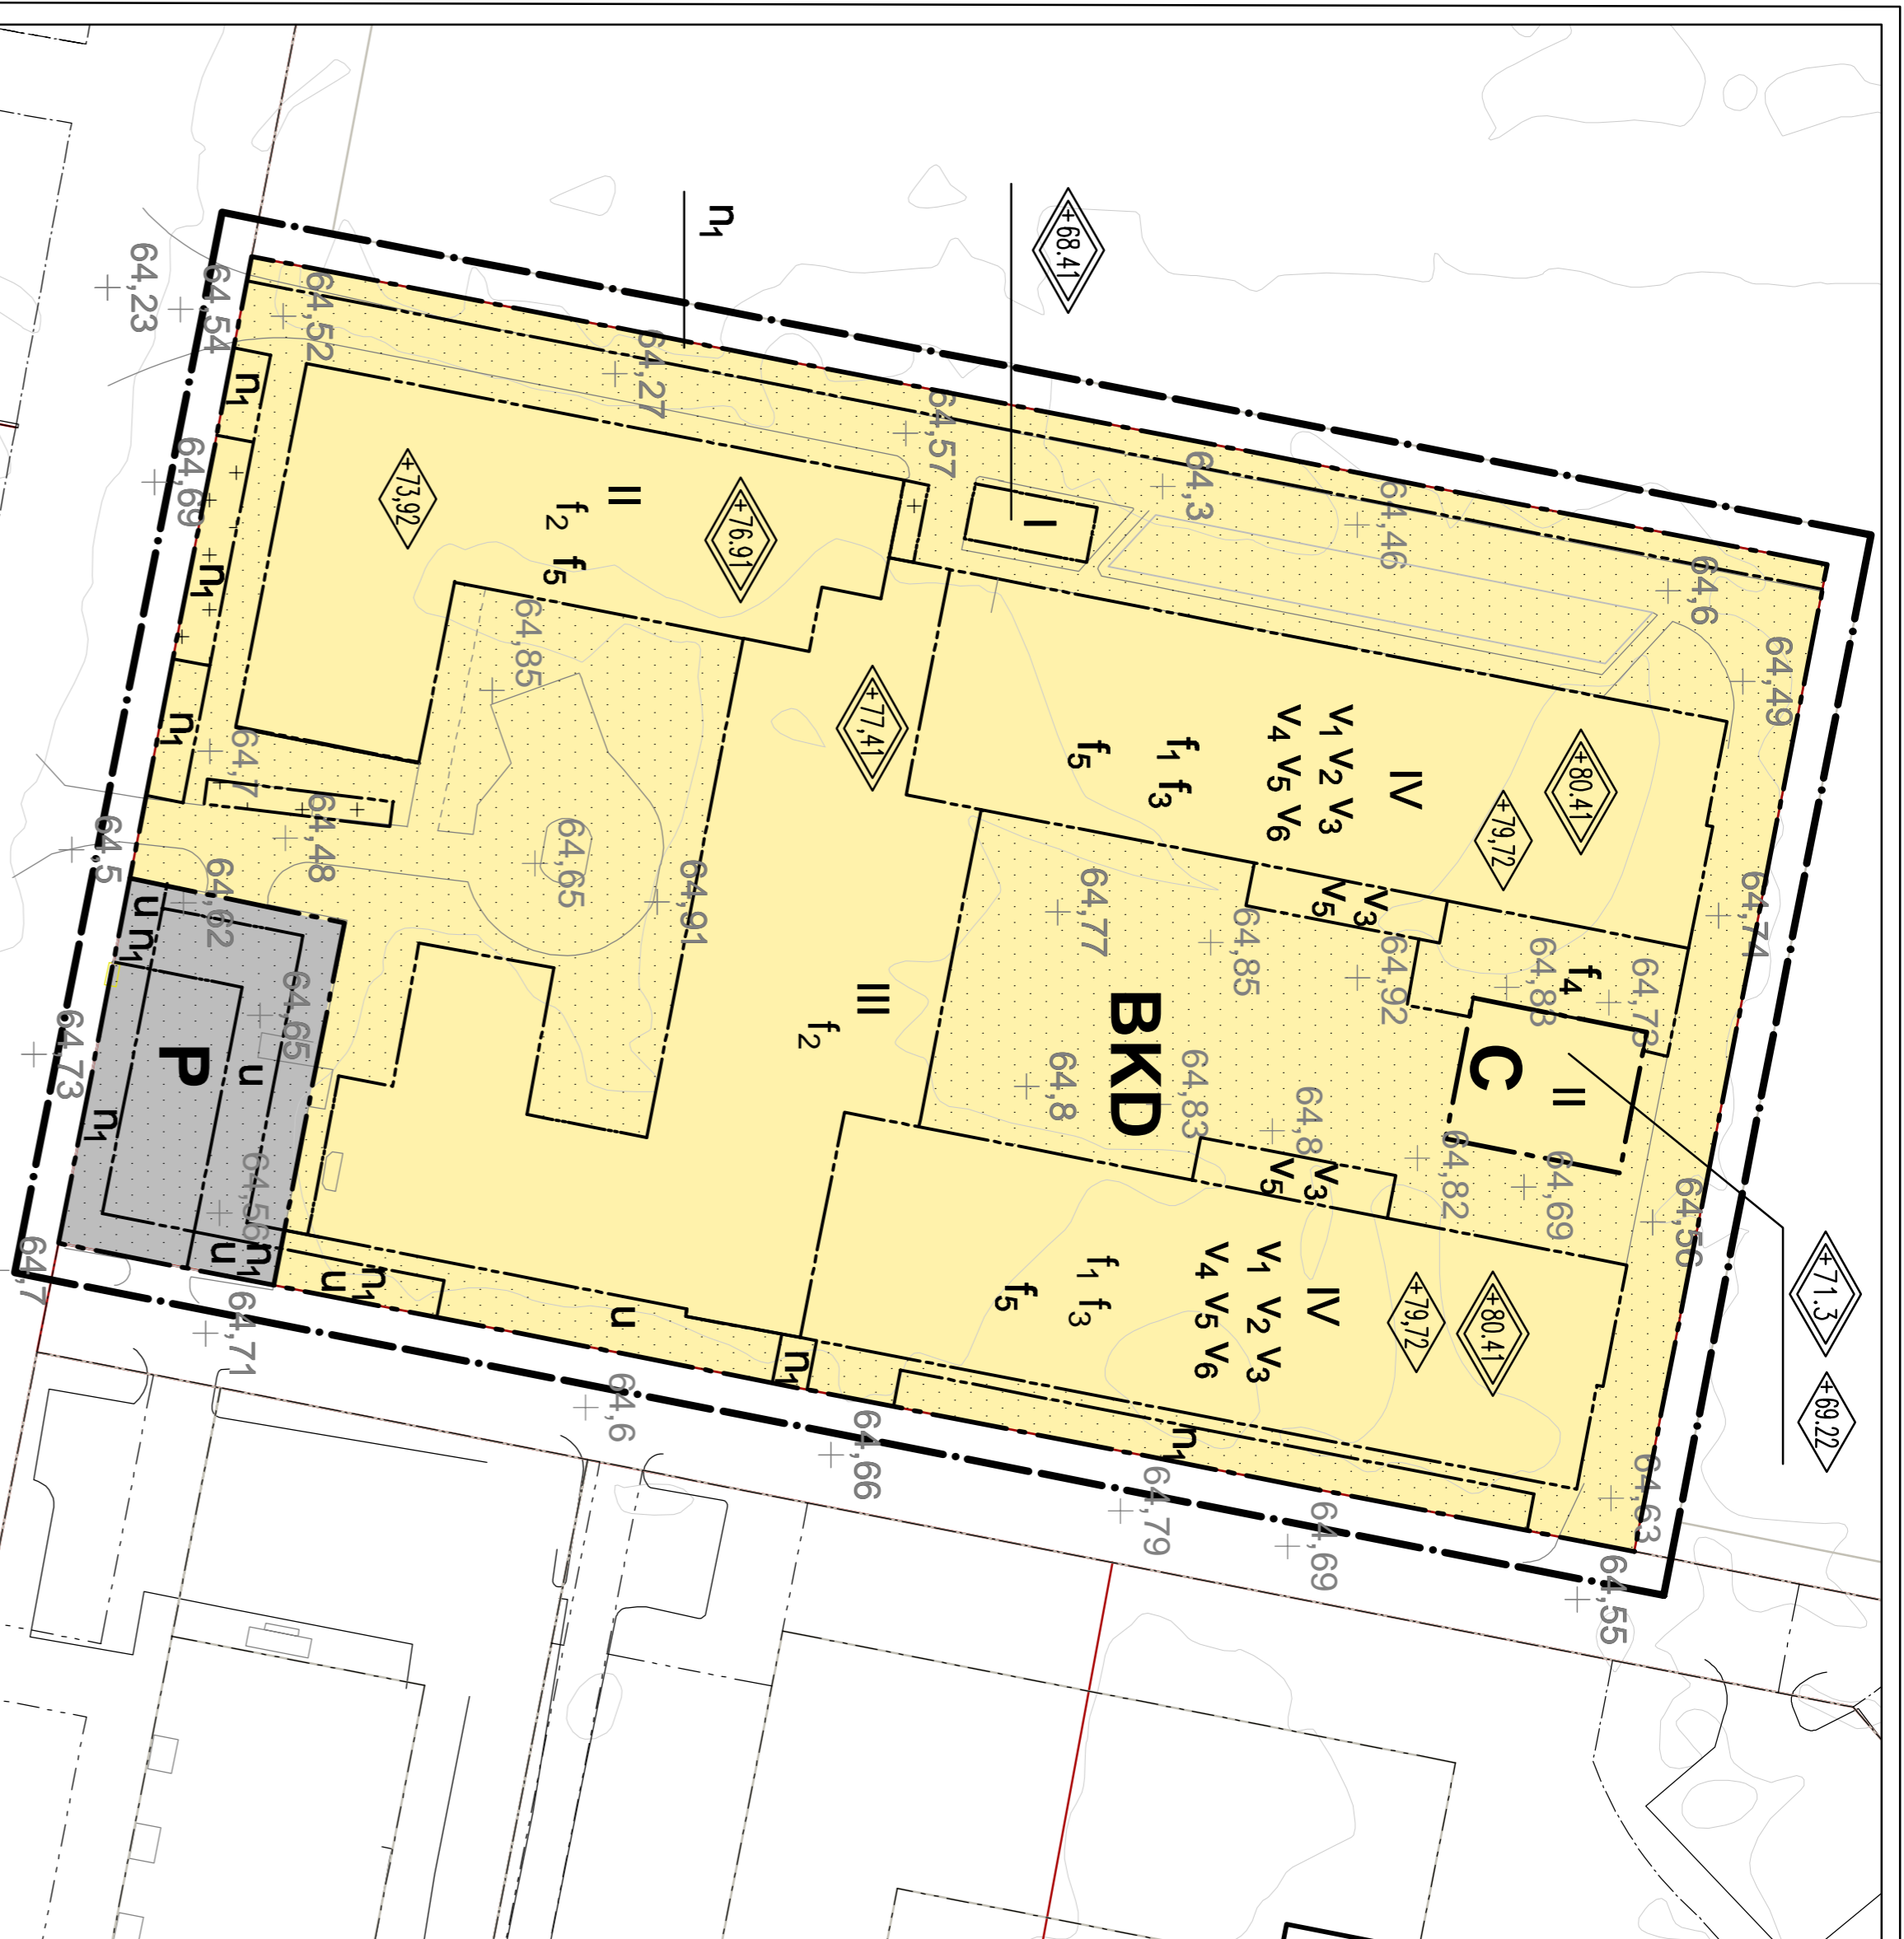 +71.3
+69.22
64,49
64,74
64,6
64,56
64,63
64,73
64,55
+80.41
f4
II
64,69
64,83
+79,72
C
+80.41
64,82
+79,72
IV
64,46
64,92
v3
v5
v1 v2 v3
v4 v5 v6
IV
64,69
v3
v5
64,8
v1 v2 v3
v4 v5 v6
64,85
64,3
64,83
n1
f1 f3
64,79
BKD
f1 f3
64,77
f5
+68.41
64,8
I
f5
64,57
+77,41
III
64,66
f2
n1
+76.91
n1
64,91
64,27
II
u
64,6
f2 f5
64,65
64,85
+73,92
n1
u
64,52
64,48
64,65
n1
u
64,56
u
n1
64,7
64,71
64,62
64,54
n1
64,69
P
n1
u
n1
64,23
64,5
n1
64,73
64,7